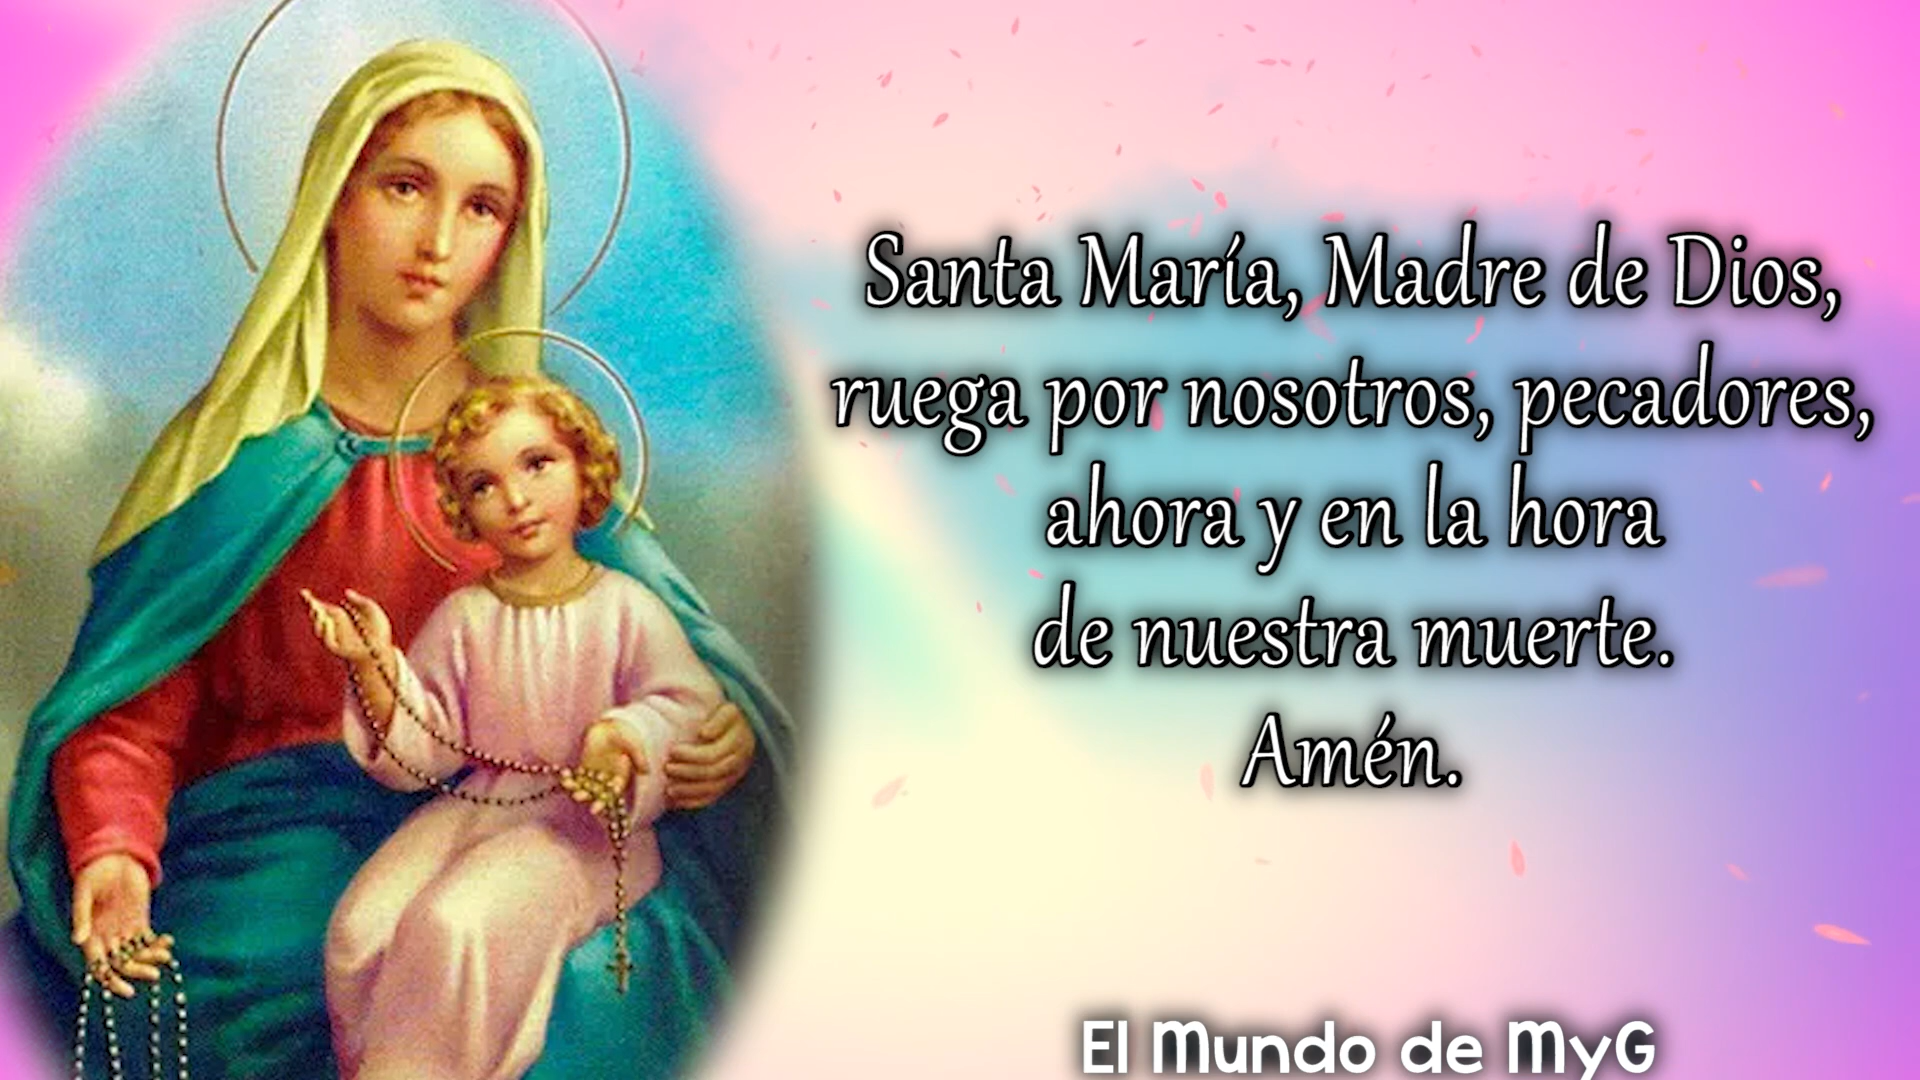 Santa María, Madre de Dios,
ruega por nosotros, pecadores,
ahora y en la hora
de nuestra muerte.
Amén.
El Mundo de MyG